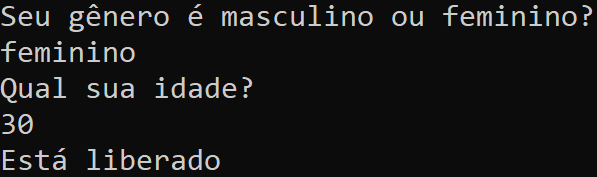 Seu gênero é masculino ou feminino?
feminino
Qual sua idade?
30
Está liberado